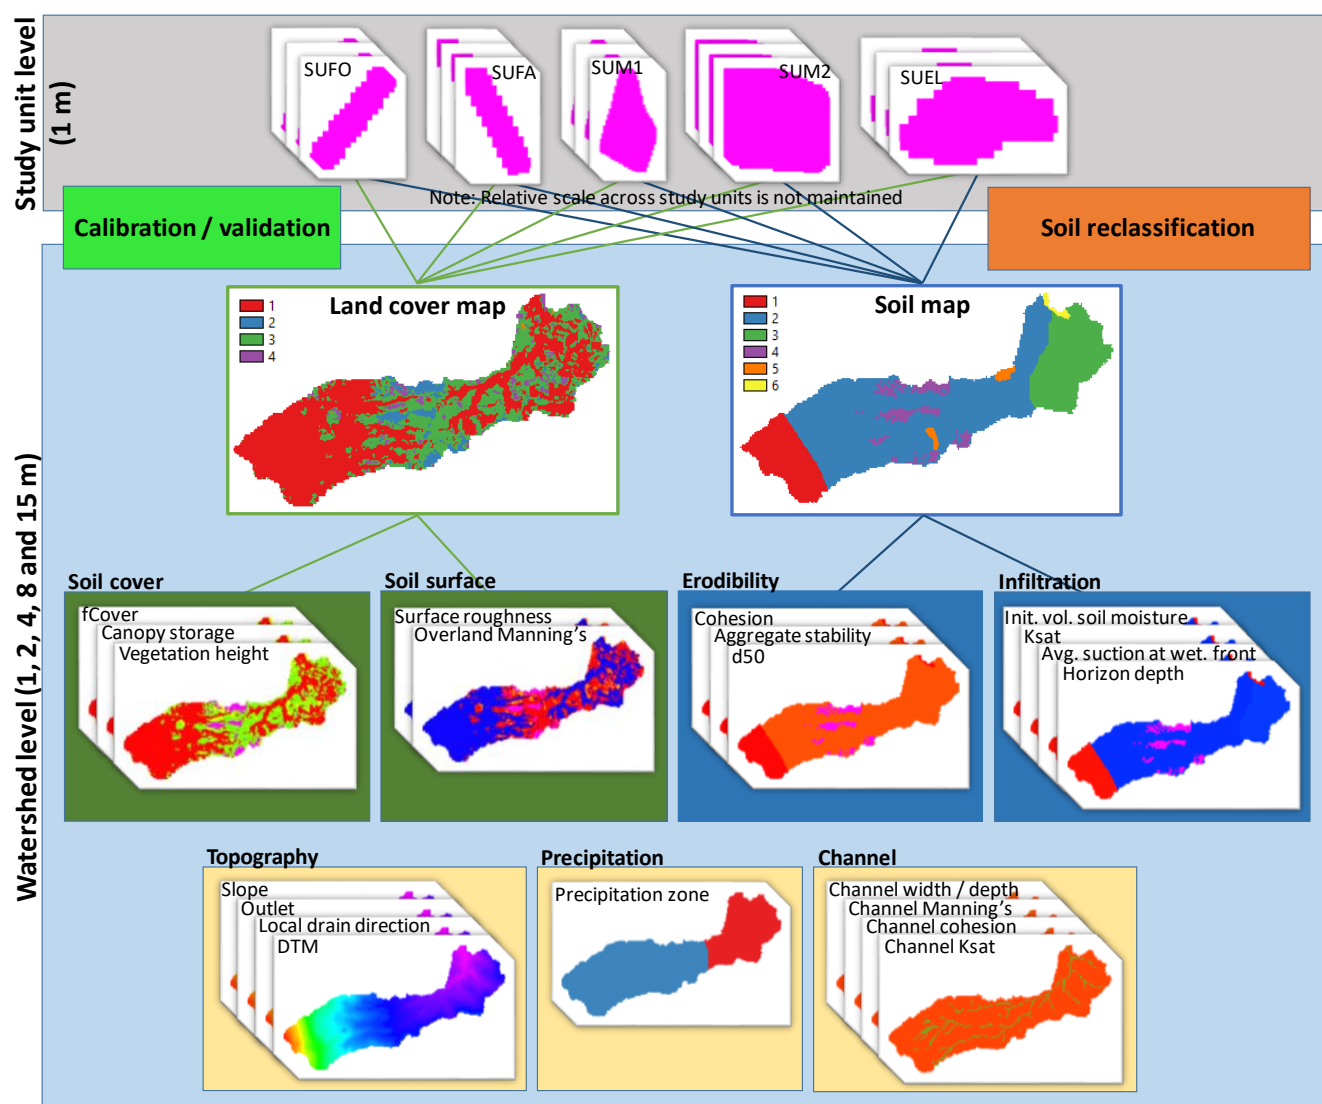 Study unit level
(1 m)
SUFO
SUFA
SUM1
SUM2
SUEL
Note: Relative scale across study units is not maintained
Calibration / validation
Soil reclassification
Watershed level (1, 2, 4, 8 and 15 m)
Land cover map
1
2
3
4
Soil map
1
2
3
4
5
6
Soil cover
fCover
Canopy storage
Vegetation height
Soil surface
Surface roughness
Overland Manning's
Erodibility
Cohesion
Aggregate stability
d50
Infiltration
Init. vol. soil moisture
Ksat
Avg. suction at wet. front
Horizon depth
Topography
Slope
Outlet
Local drain direction
DTM
Precipitation
Precipitation zone
Channel
Channel width / depth
Channel Manning's
Channel cohesion
Channel Ksat